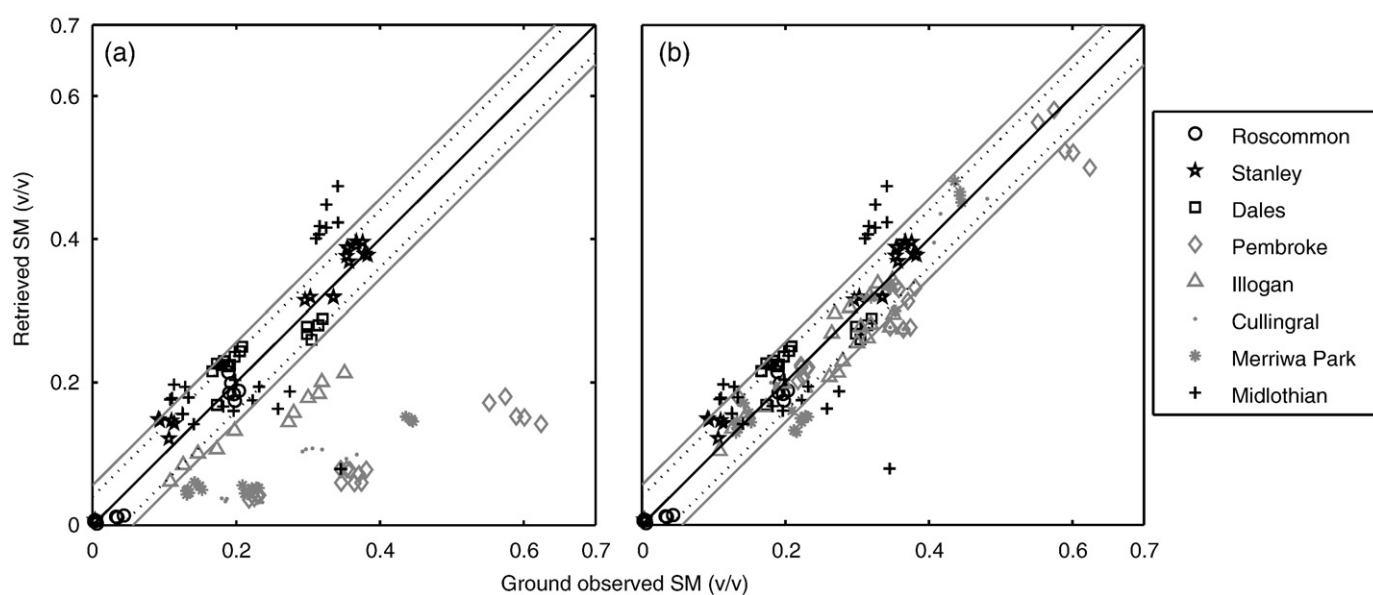 (a)
(b)
0.7
0.6
0.4
0.2
0
0 0.2 0.4 0.6 0.7
0 0.2 0.4 0.6 0.7
Retrieved SM (v/v)
Ground observed SM (v/v)
Roscommon
Stanley
Dales
Pembroke
Illogan
Cullingral
Merriwa Park
Midlothian